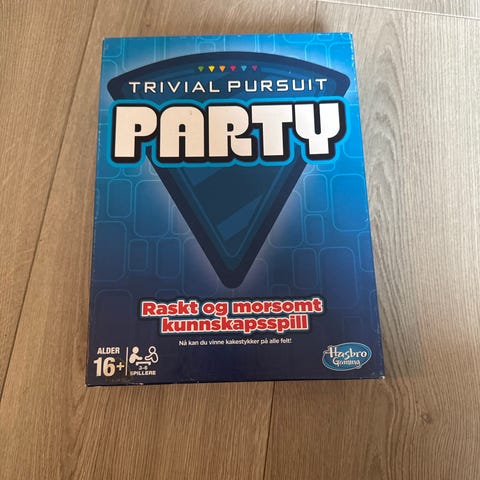 TRIVIAL PURSUIT
PARTY
Raskt og morsomt
kunnskapsspill
Nå kan du vinne kakestykker på alle felt!
ALDER
16+
3-6
SPILLERE
Hasbro
Gaming